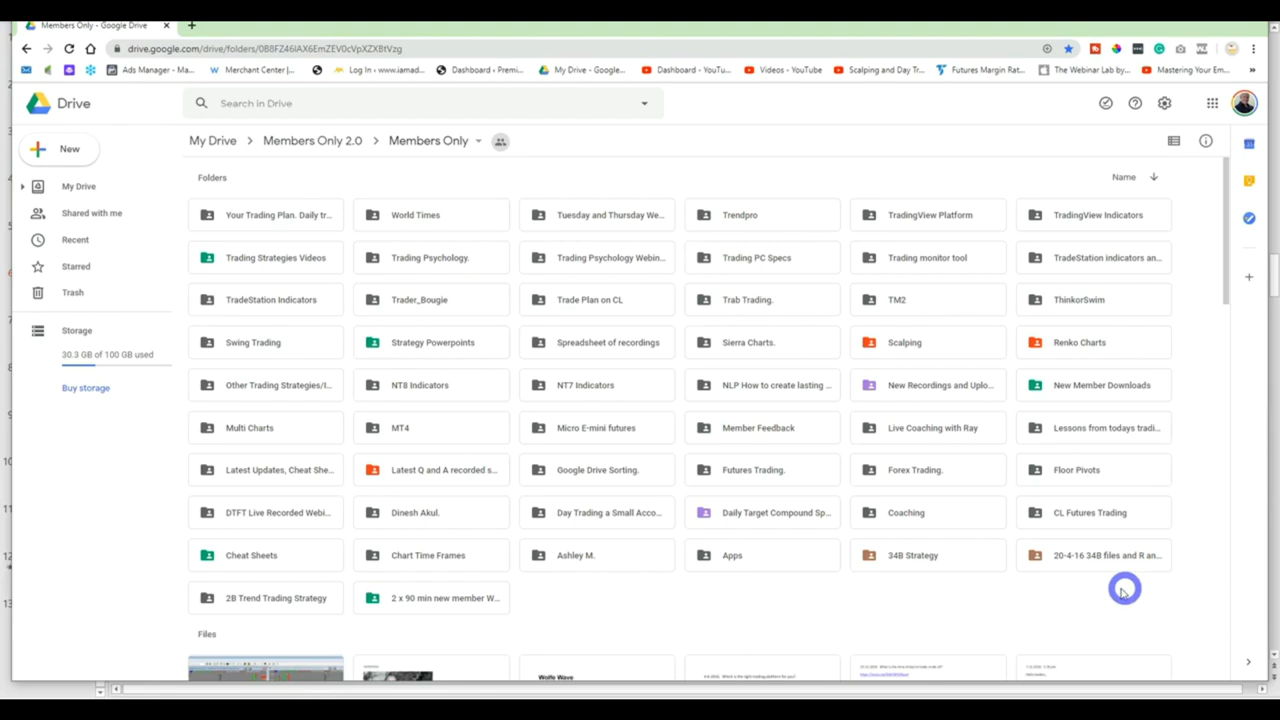 Members Only - Google Drive
drive.google.com/drive/folders/0B8FZ46lAX6EmZEV0cVpXZXBtVzg
Ads Manager - Ma...
Merchant Center |...
Log In ‹ www.iamad...
Dashboard ‹ Premi...
My Drive - Google...
Dashboard - YouTu...
Videos - YouTube
Scalping and Day Tr...
Futures Margin Rat...
The Webinar Lab by...
Mastering Your Em...
Drive
Search in Drive
New
My Drive
Members Only 2.0
Members Only
My Drive
Shared with me
Recent
Starred
Trash
Storage
30.3 GB of 100 GB used
Buy storage
Folders
Name
Your Trading Plan. Daily tr...
World Times
Tuesday and Thursday We...
Trendpro
TradingView Platform
TradingView Indicators
Trading Strategies Videos
Trading Psychology.
Trading Psychology Webin...
Trading PC Specs
Trading monitor tool
TradeStation indicators an...
TradeStation Indicators
Trader_Bougie
Trade Plan on CL
Trab Trading.
TM2
ThinkorSwim
Swing Trading
Strategy Powerpoints
Spreadsheet of recordings
Sierra Charts.
Scalping
Renko Charts
Other Trading Strategies/I...
NT8 Indicators
NT7 Indicators
NLP How to create lasting ...
New Recordings and Uplo...
New Member Downloads
Multi Charts
MT4
Micro E-mini futures
Member Feedback
Live Coaching with Ray
Lessons from todays tradi...
Latest Updates, Cheat She...
Latest Q and A recorded s...
Google Drive Sorting.
Futures Trading.
Forex Trading.
Floor Pivots
DTFT Live Recorded Webi...
Dinesh Akul.
Day Trading a Small Acco...
Daily Target Compound Sp...
Coaching
CL Futures Trading
Cheat Sheets
Chart Time Frames
Ashley M.
Apps
34B Strategy
20-4-16 34B files and R an...
2B Trend Trading Strategy
2 x 90 min new member W...
Files
Wolfe Wave